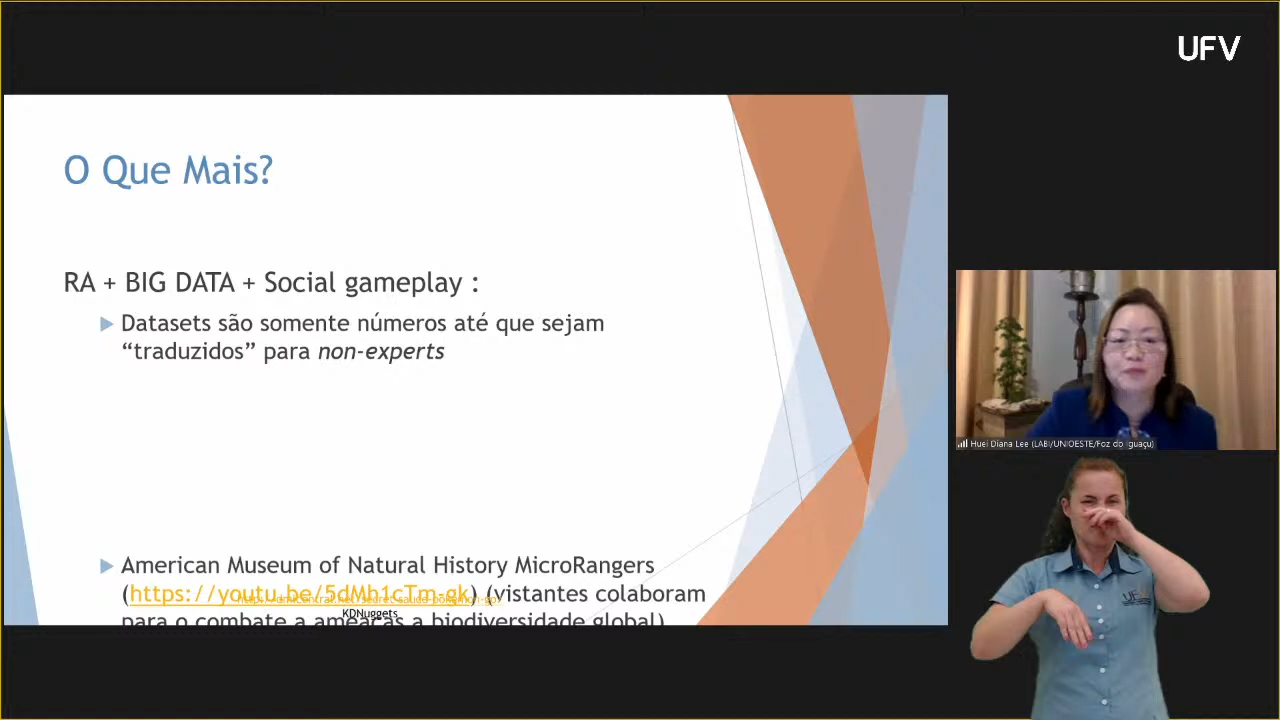 UFV
O Que Mais?
RA + BIG DATA + Social gameplay :
Datasets são somente números até que sejam
“traduzidos” para non-experts
American Museum of Natural History MicroRangers
(https://youtu.be/5dMh1cTm-gk) (vistantes colaboram
KDNuggets
para o combate a ameaças a biodiversidade global)
Huei Diana Lee (LABI/UNIOESTE/Foz do Iguaçu)